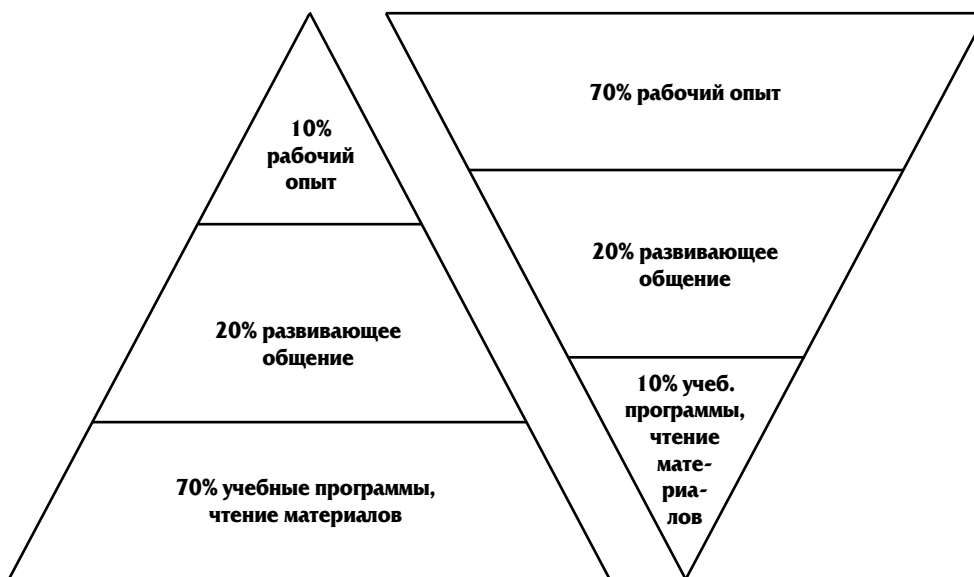 10%
рабочий
опыт
20% развивающее
общение
70% учебные программы,
чтение материалов
70% рабочий опыт
20% развивающее
общение
10% учеб.
программы,
чтение
мате-
риа-
лов